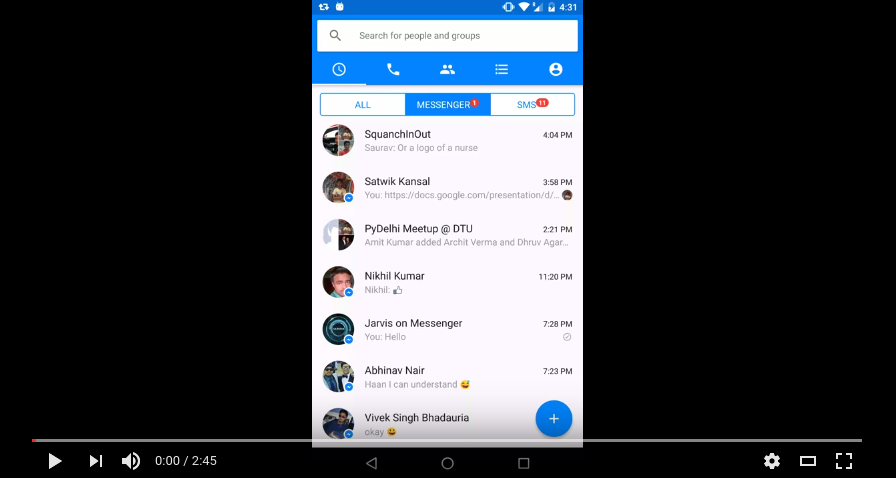 4:31
Search for people and groups
ALL
MESSENGER 1
SMS 11
SquanchInOut 4:04 PM
Saurav: Or a logo of a nurse
Satwik Kansal 3:58 PM
You: https://docs.google.com/presentation/d/...
PyDelhi Meetup @ DTU 2:21 PM
Amit Kumar added Archit Verma and Dhruv Agar...
Nikhil Kumar 11:20 PM
Nikhil: 👍
Jarvis on Messenger 7:28 PM
You: Hello
Abhinav Nair 7:23 PM
Haan I can understand 😅
Vivek Singh Bhadauria
okay 😃
0:00 / 2:45